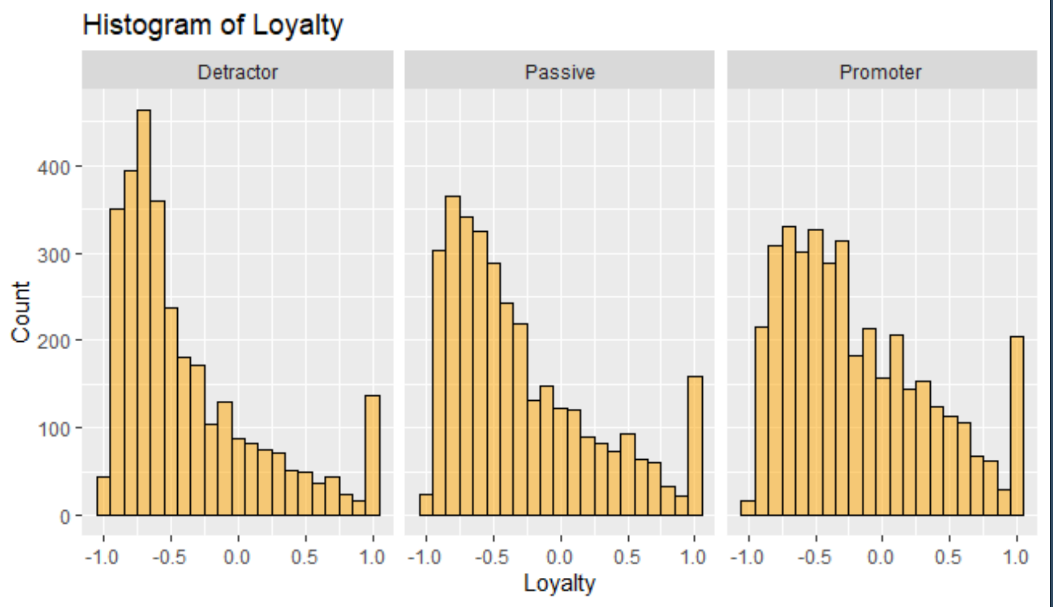 Histogram of Loyalty
Detractor Passive Promoter
Count
400
300
200
100
0
-1.0 -0.5 0.0 0.5 1.0 -1.0 -0.5 0.0 0.5 1.0 -1.0 -0.5 0.0 0.5 1.0
Loyalty